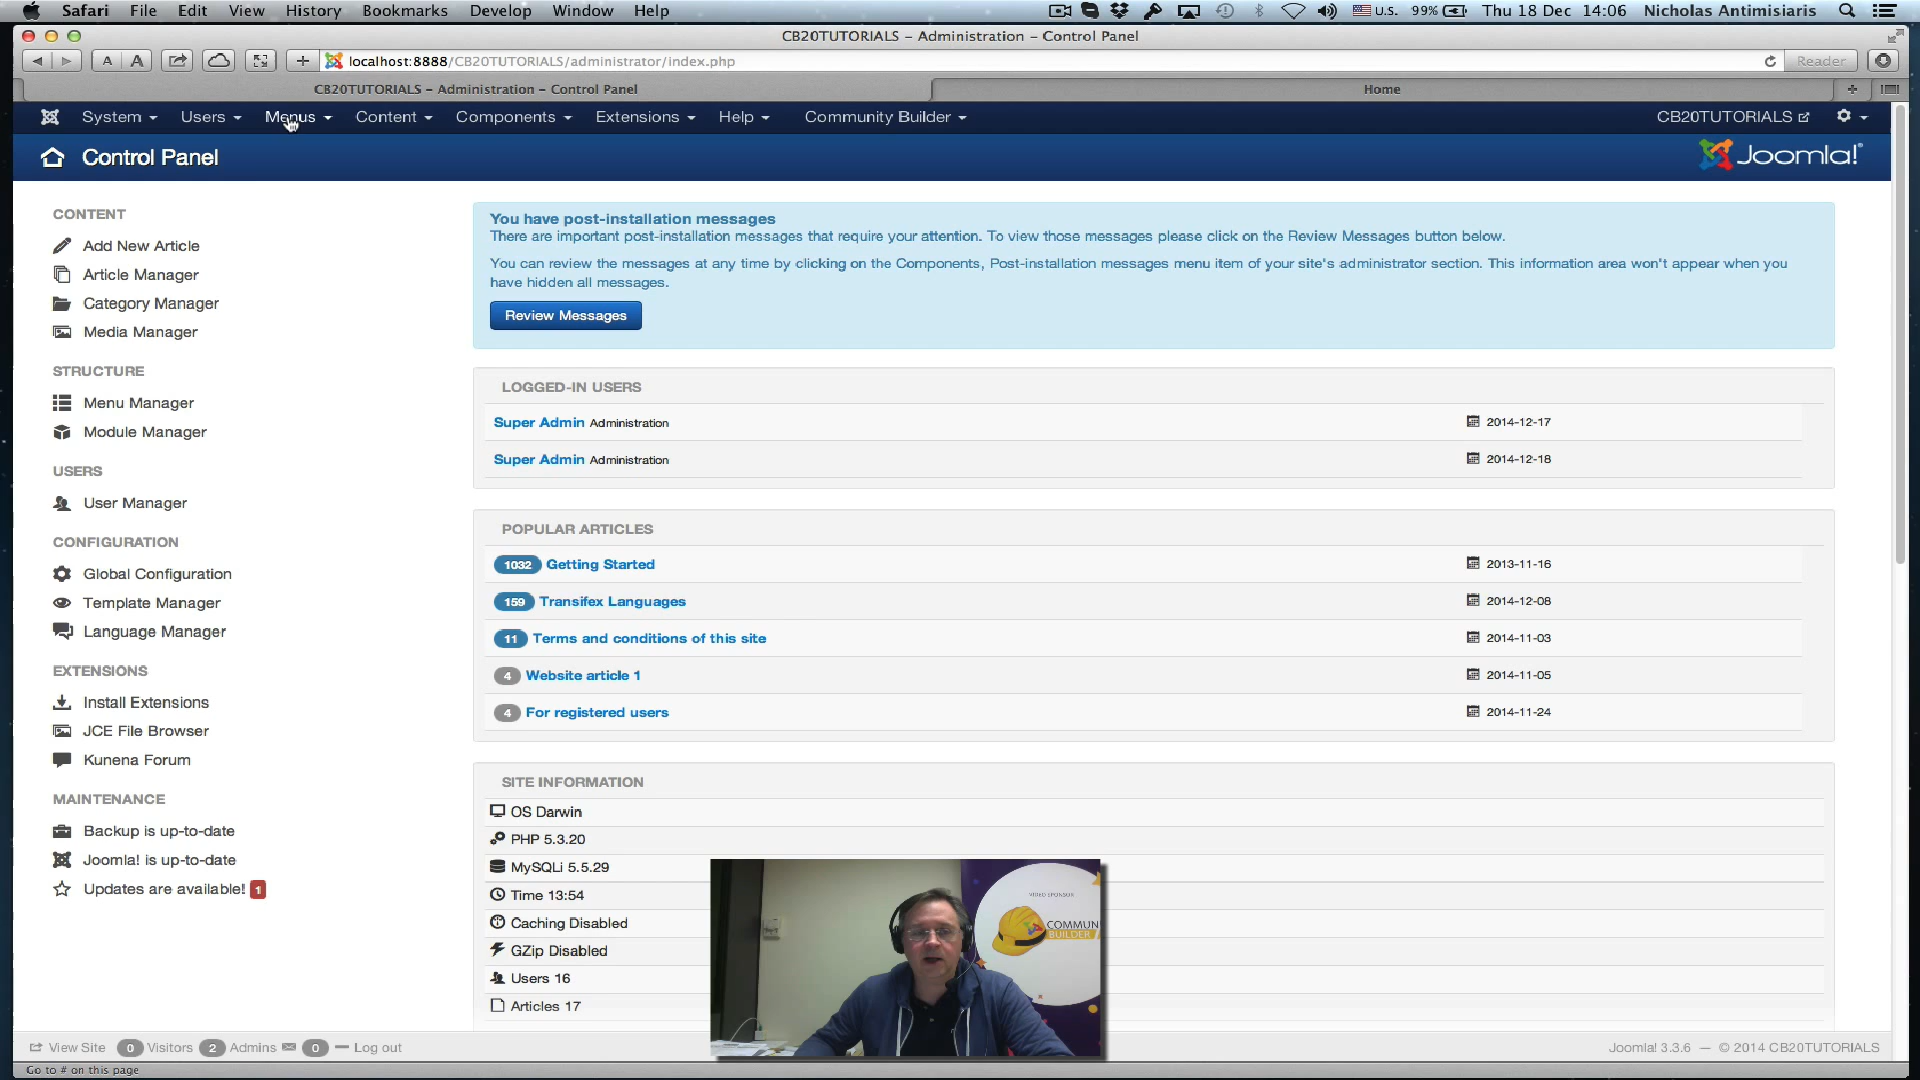 Safari File Edit View History Bookmarks Develop Window Help U.S. 99% Thu 18 Dec 14:06 Nicholas Antimisiaris
CB20TUTORIALS – Administration – Control Panel
A A + localhost:8888/CB20TUTORIALS/administrator/index.php Reader
CB20TUTORIALS – Administration – Control Panel Home
System Users Menus Content Components Extensions Help Community Builder CB20TUTORIALS
Control Panel Joomla!®
CONTENT
Add New Article
Article Manager
Category Manager
Media Manager
STRUCTURE
Menu Manager
Module Manager
USERS
User Manager
CONFIGURATION
Global Configuration
Template Manager
Language Manager
EXTENSIONS
Install Extensions
JCE File Browser
Kunena Forum
MAINTENANCE
Backup is up-to-date
Joomla! is up-to-date
Updates are available! 1
You have post-installation messages
There are important post-installation messages that require your attention. To view those messages please click on the Review Messages button below.
You can review the messages at any time by clicking on the Components, Post-installation messages menu item of your site's administrator section. This information area won't appear when you
have hidden all messages.
Review Messages
LOGGED-IN USERS
Super Admin Administration 2014-12-17
Super Admin Administration 2014-12-18
POPULAR ARTICLES
1032 Getting Started 2013-11-16
159 Transifex Languages 2014-12-08
11 Terms and conditions of this site 2014-11-03
4 Website article 1 2014-11-05
4 For registered users 2014-11-24
SITE INFORMATION
OS Darwin
PHP 5.3.20
MySQLi 5.5.29
Time 13:54
Caching Disabled
GZip Disabled
Users 16
Articles 17
VIDEO SPONSOR
COMMUN
BUILDER
View Site 0 Visitors 2 Admins 0 Log out Joomla! 3.3.6 — © 2014 CB20TUTORIALS
Go to # on this page